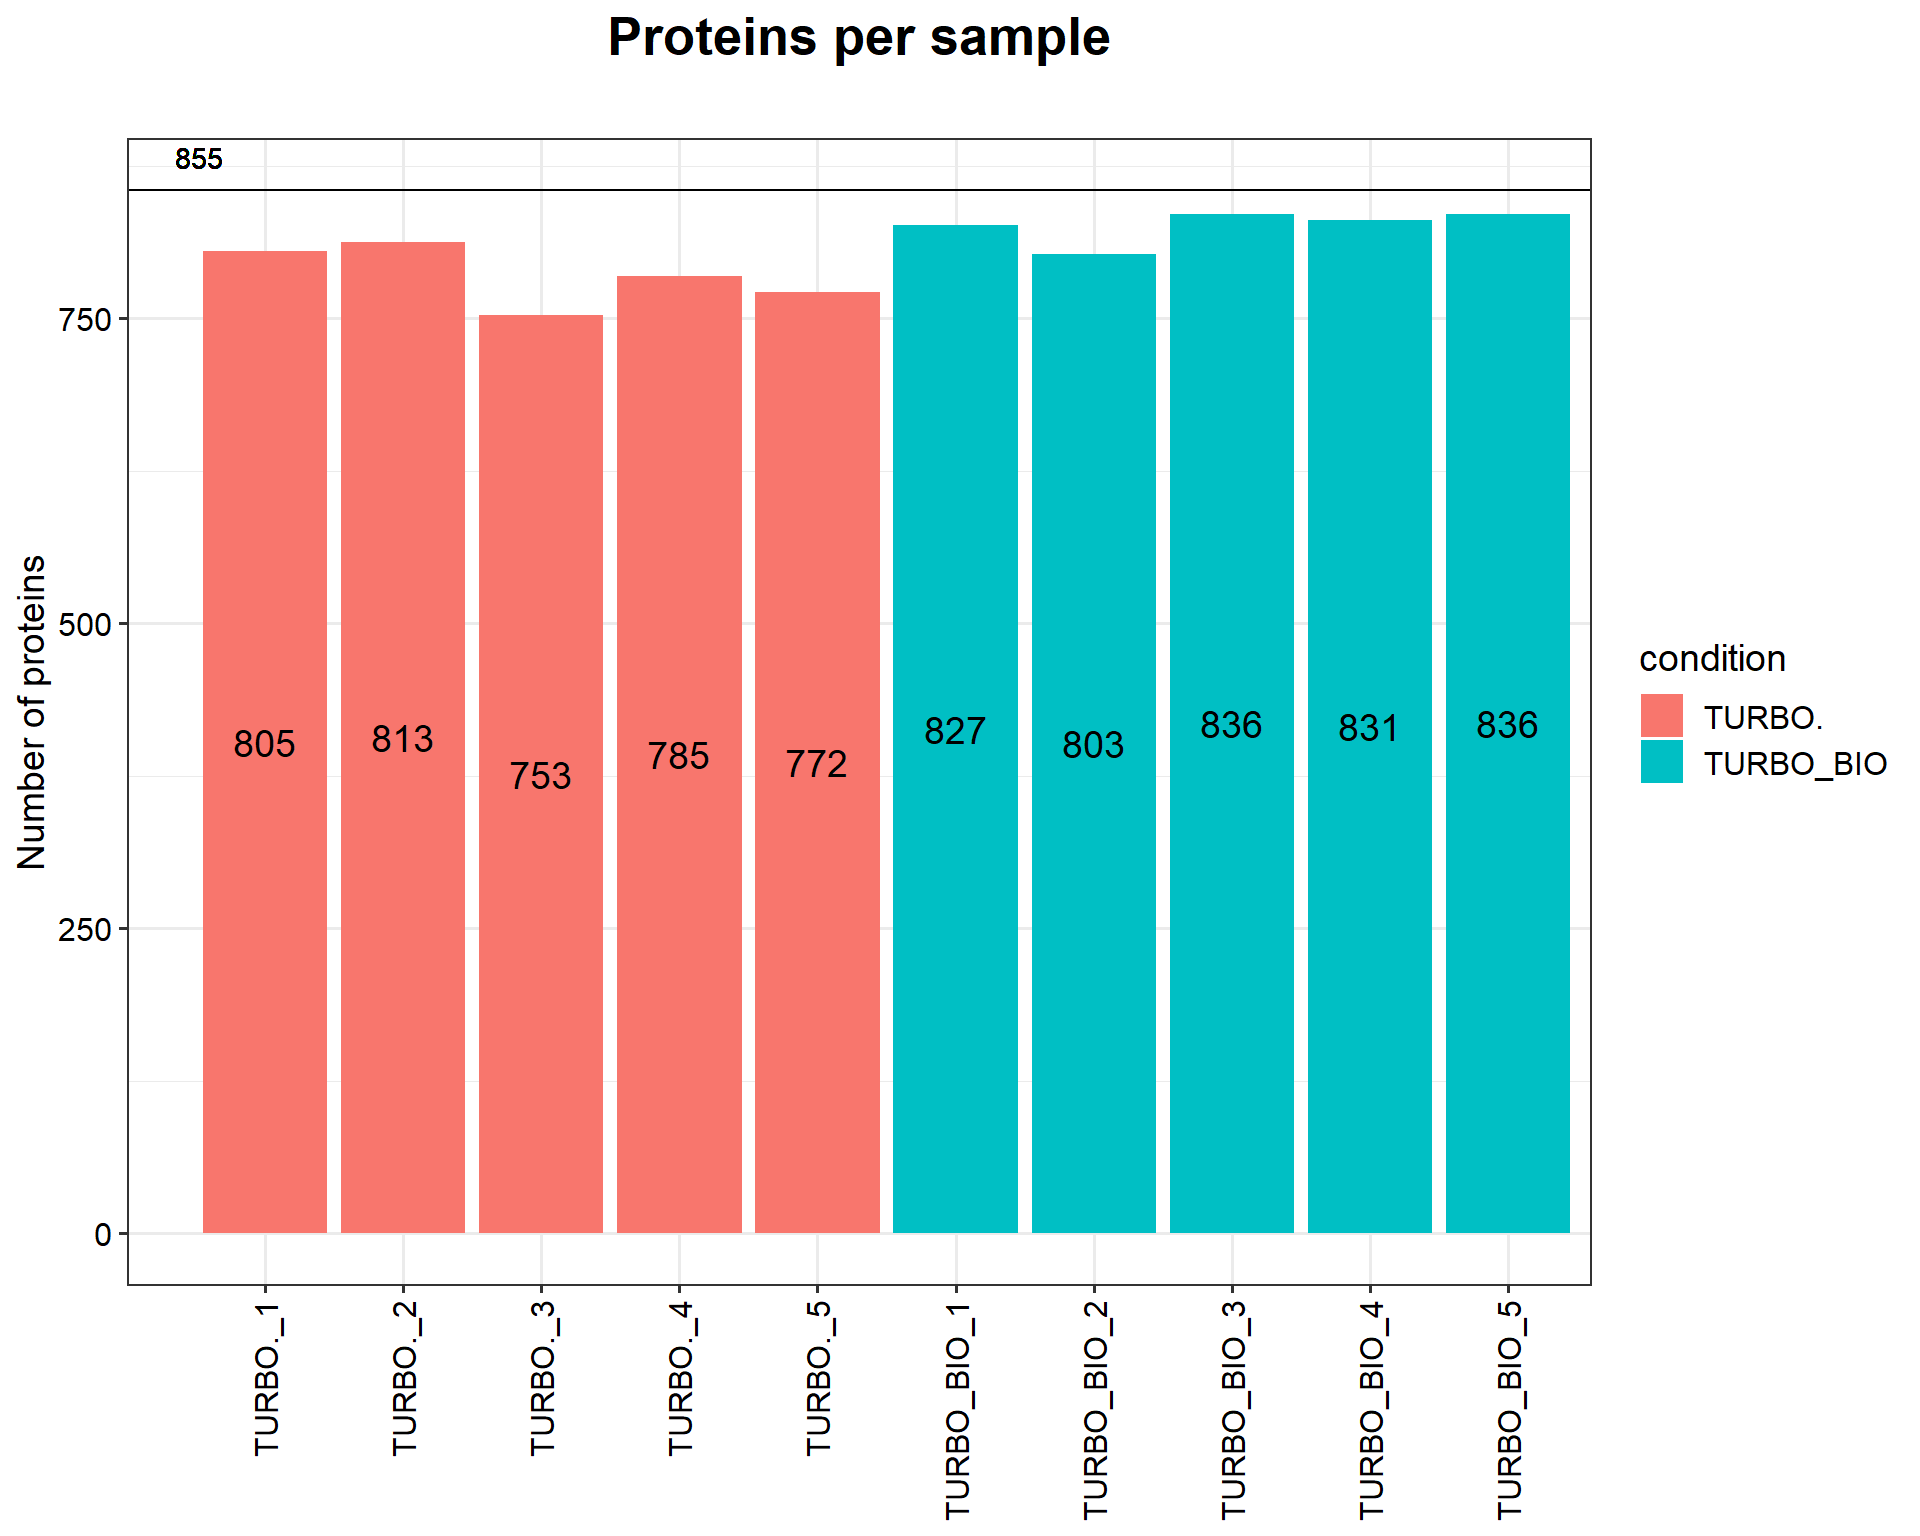 Proteins per sample
855
750
500
250
0
Number of proteins
805
813
753
785
772
827
803
836
831
836
TURBO._1
TURBO._2
TURBO._3
TURBO._4
TURBO._5
TURBO_BIO_1
TURBO_BIO_2
TURBO_BIO_3
TURBO_BIO_4
TURBO_BIO_5
condition
TURBO.
TURBO_BIO